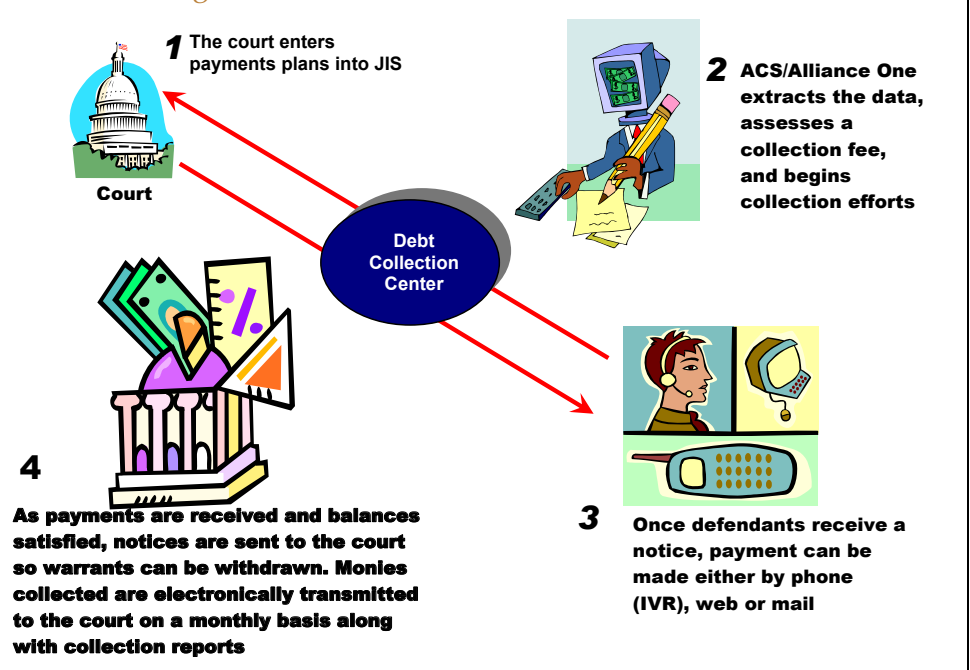 1 The court enters
payments plans into JIS
Court
2 ACS/Alliance One
extracts the data,
assesses a
collection fee,
and begins
collection efforts
Debt
Collection
Center
3 Once defendants receive a
notice, payment can be
made either by phone
(IVR), web or mail
4
As payments are received and balances
satisfied, notices are sent to the court
so warrants can be withdrawn. Monies
collected are electronically transmitted
to the court on a monthly basis along
with collection reports